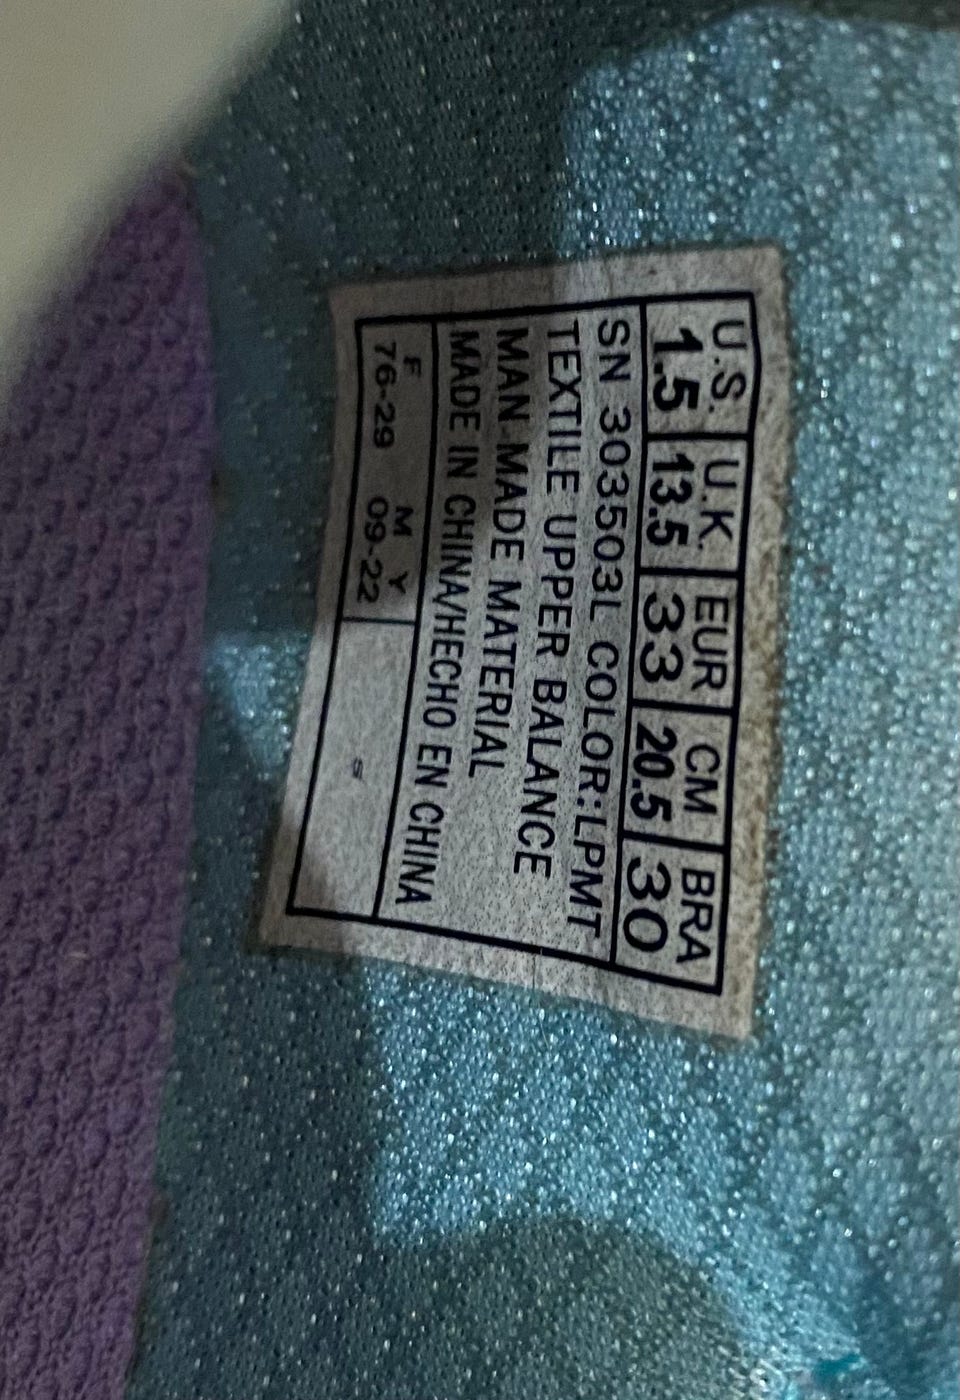 U.S. U.K. EUR CM BRA
1.5 13.5 33 20.5 30
SN 303503L COLOR:LPMT
TEXTILE UPPER BALANCE
MAN-MADE MATERIAL
MADE IN CHINA/HECHO EN CHINA
F M Y
76-29 09-22